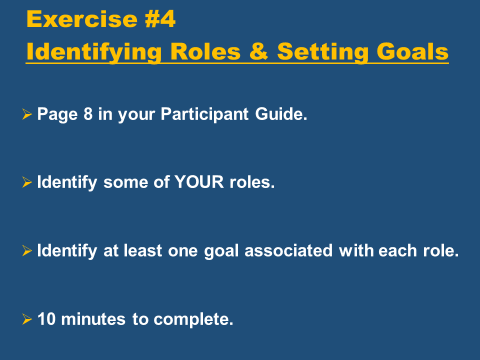 Exercise #4
Identifying Roles & Setting Goals
Page 8 in your Participant Guide.
Identify some of YOUR roles.
Identify at least one goal associated with each role.
10 minutes to complete.